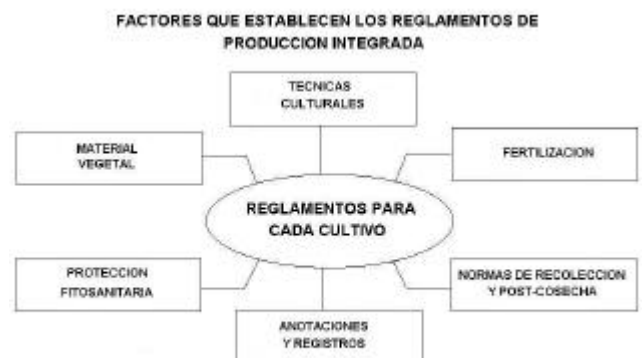 FACTORES QUE ESTABLECEN LOS REGLAMENTOS DE
PRODUCCION INTEGRADA
TECNICAS
CULTURALES
MATERIAL
VEGETAL
FERTILIZACION
REGLAMENTOS PARA
CADA CULTIVO
PROTECCION
FITOSANITARIA
NORMAS DE RECOLECCION
Y POST-COSECHA
ANOTACIONES
Y REGISTROS